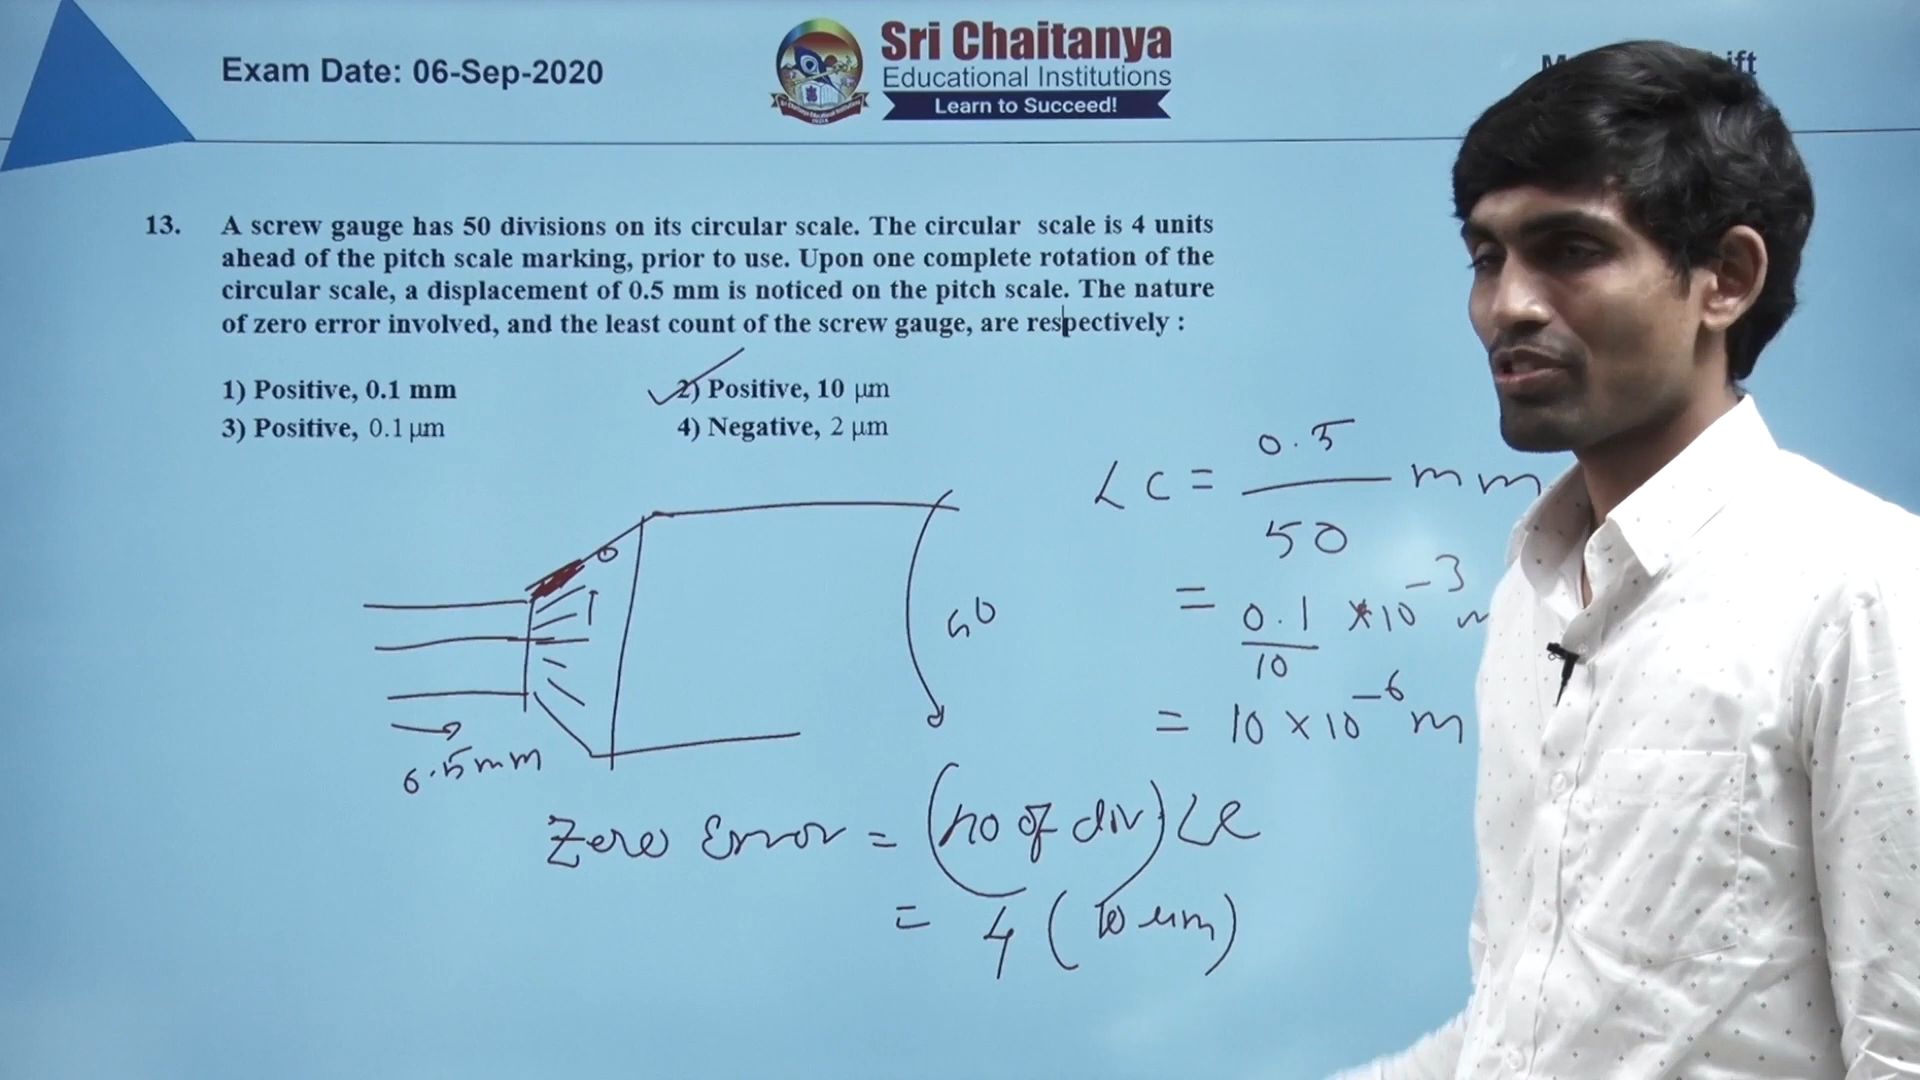 Exam Date: 06-Sep-2020
Sri Chaitanya
Educational Institutions
Learn to Succeed!
13. A screw gauge has 50 divisions on its circular scale. The circular scale is 4 units
ahead of the pitch scale marking, prior to use. Upon one complete rotation of the
circular scale, a displacement of 0.5 mm is noticed on the pitch scale. The nature
of zero error involved, and the least count of the screw gauge, are respectively :
1) Positive, 0.1 mm 2) Positive, 10 μm
3) Positive, 0.1 μm 4) Negative, 2 μm
LC = 0.5/50 mm
= 0.1/10 × 10^-3
= 10 × 10^-6 m
0
50
0.5mm
Zero Error = (no of div) LC
= 4 (10 μm)